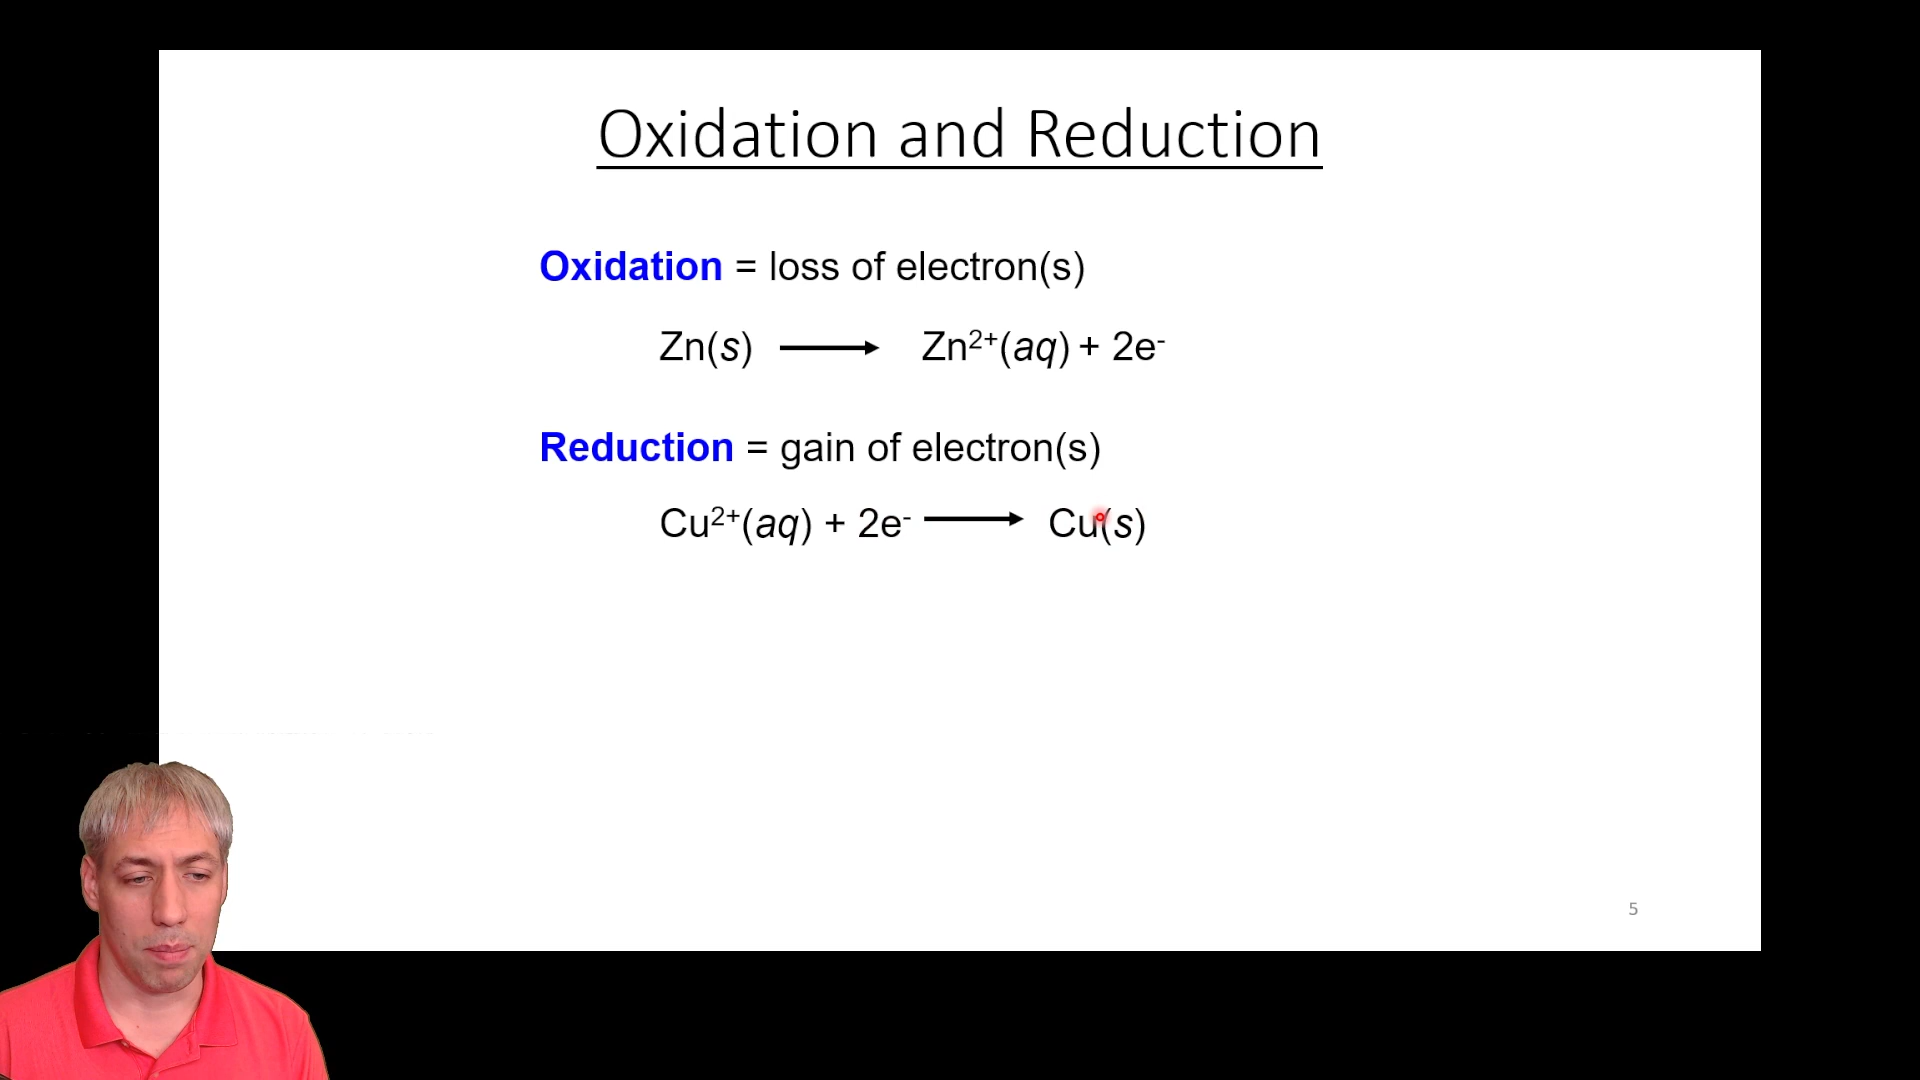 Oxidation and Reduction
Oxidation = loss of electron(s)
Zn(s) ⟶ Zn²⁺(aq) + 2e⁻
Reduction = gain of electron(s)
Cu²⁺(aq) + 2e⁻ ⟶ Cu(s)
5